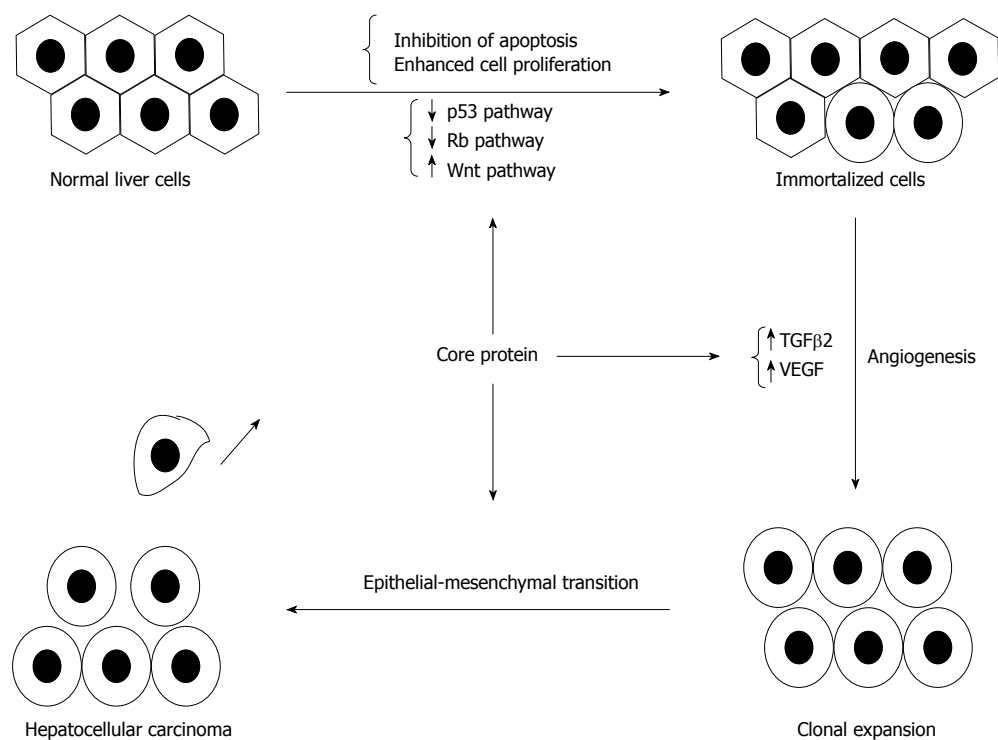 Inhibition of apoptosis
Enhanced cell proliferation
p53 pathway
Rb pathway
Wnt pathway
Normal liver cells
Immortalized cells
Core protein
TGFβ2
VEGF
Angiogenesis
Epithelial-mesenchymal transition
Hepatocellular carcinoma
Clonal expansion